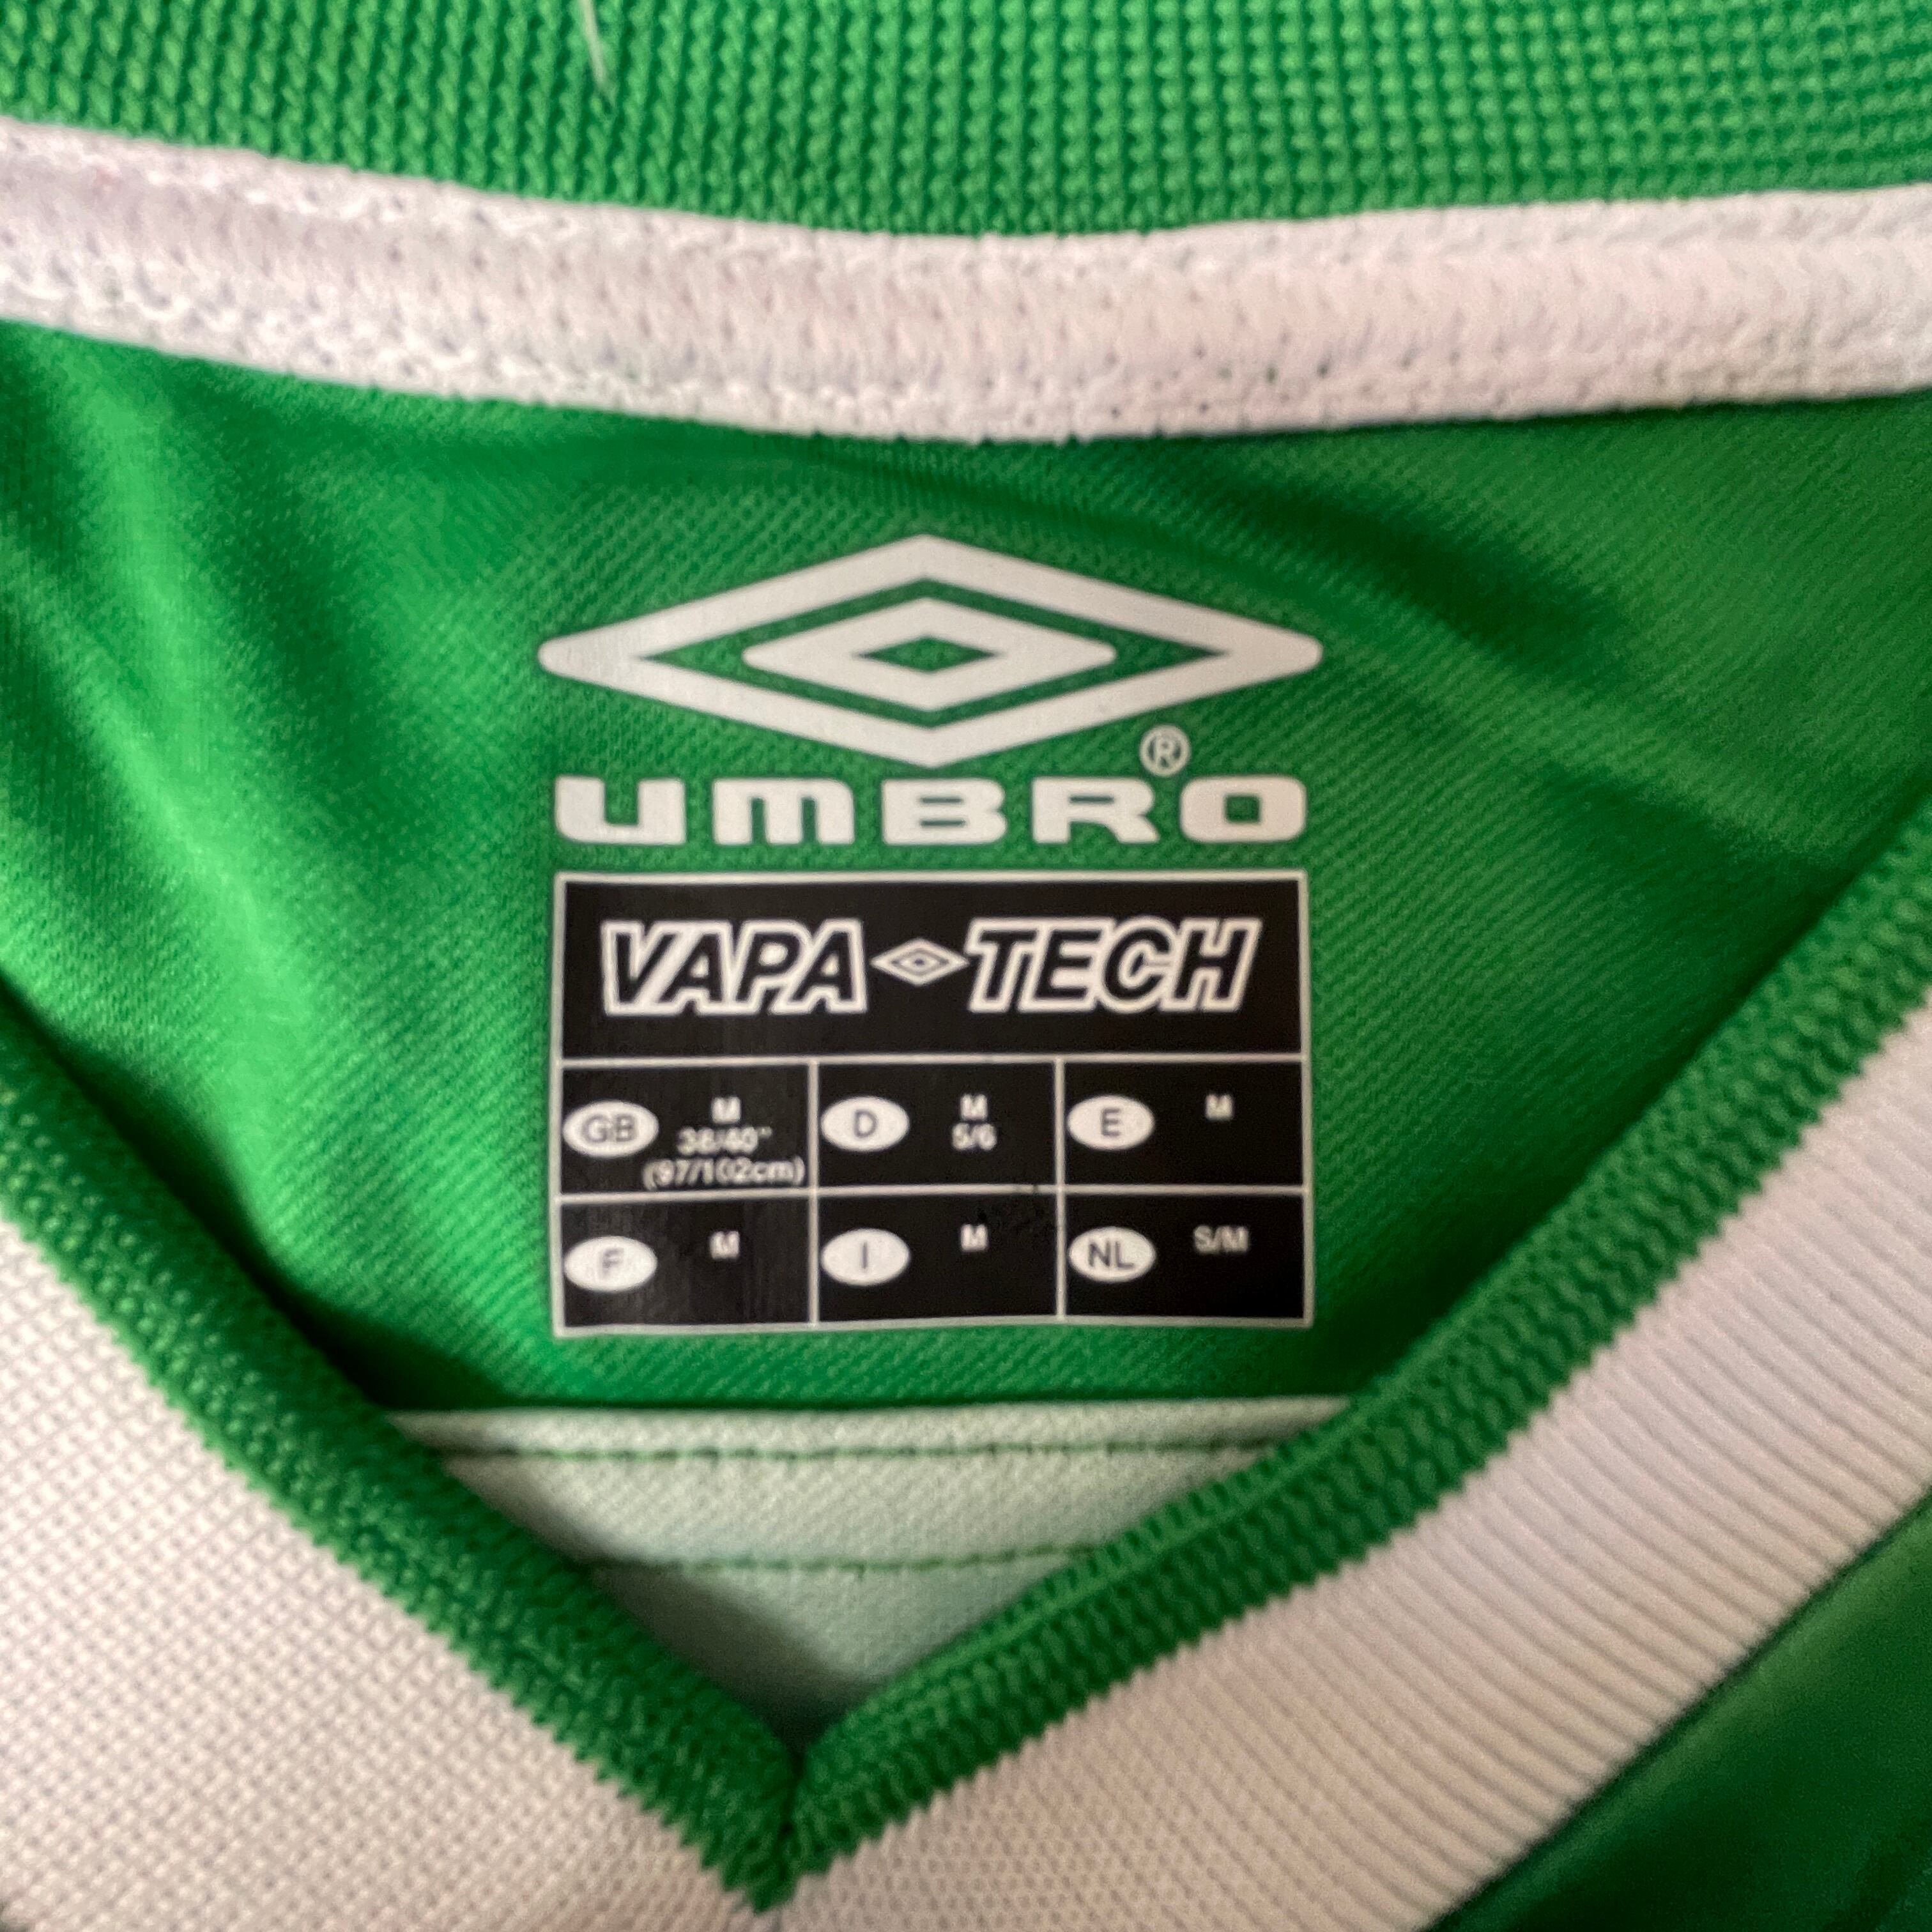 ®
UMBRO
VAPA TECH
GB M 38/40" (97/102cm)
D M 5/6
E M
F M
I M
NL S/M